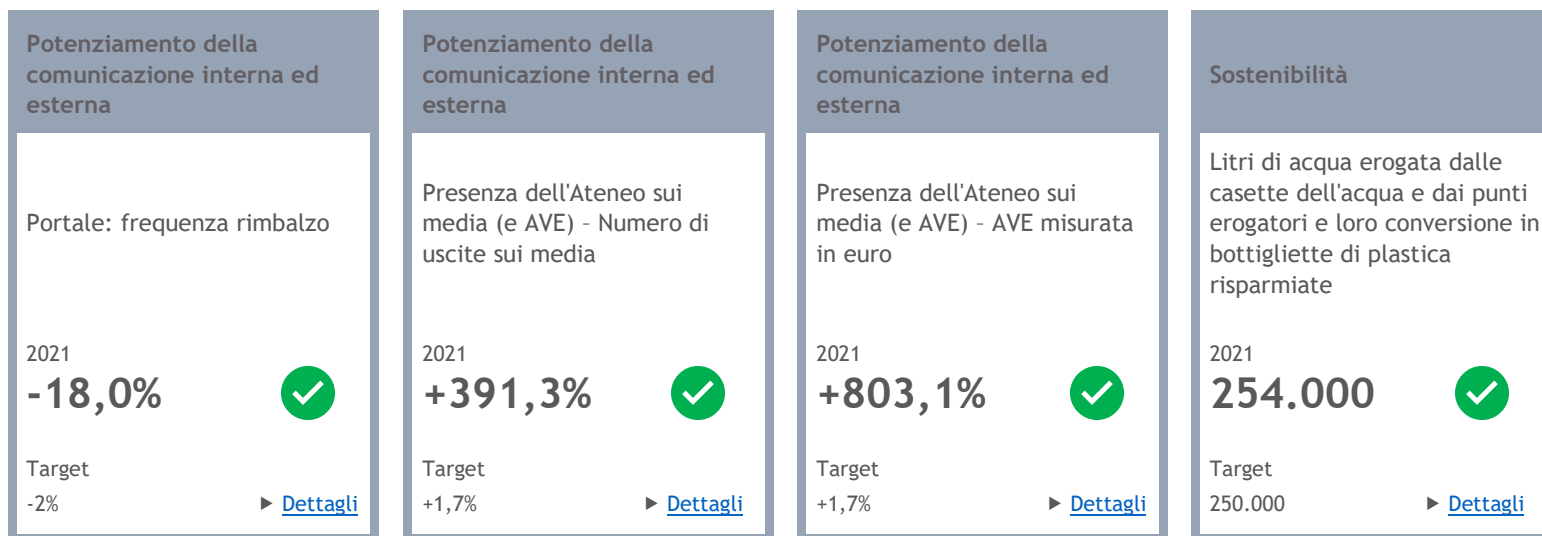 Potenziamento della
comunicazione interna ed
esterna
Portale: frequenza rimbalzo
2021
-18,0%
Target
-2%
► Dettagli
Potenziamento della
comunicazione interna ed
esterna
Presenza dell'Ateneo sui
media (e AVE) – Numero di
uscite sui media
2021
+391,3%
Target
+1,7%
► Dettagli
Potenziamento della
comunicazione interna ed
esterna
Presenza dell'Ateneo sui
media (e AVE) – AVE misurata
in euro
2021
+803,1%
Target
+1,7%
► Dettagli
Sostenibilità
Litri di acqua erogata dalle
casette dell'acqua e dai punti
erogatori e loro conversione in
bottigliette di plastica
risparmiate
2021
254.000
Target
250.000
► Dettagli